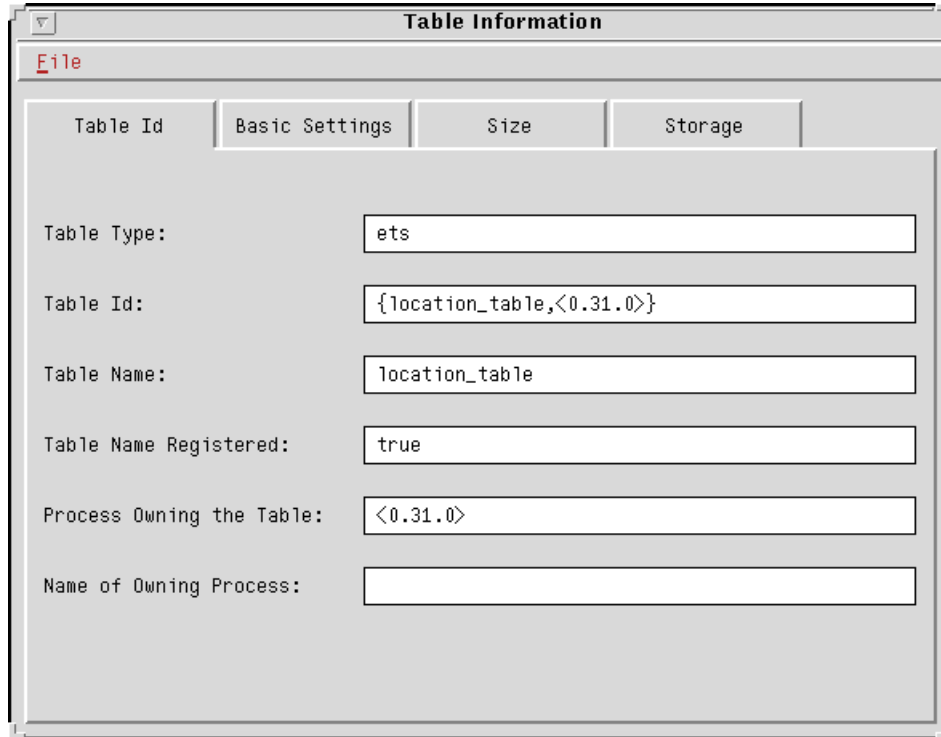 Table Information
File
Table Id Basic Settings Size Storage
Table Type: ets
Table Id: {location_table,<0.31.0>}
Table Name: location_table
Table Name Registered: true
Process Owning the Table: <0.31.0>
Name of Owning Process: